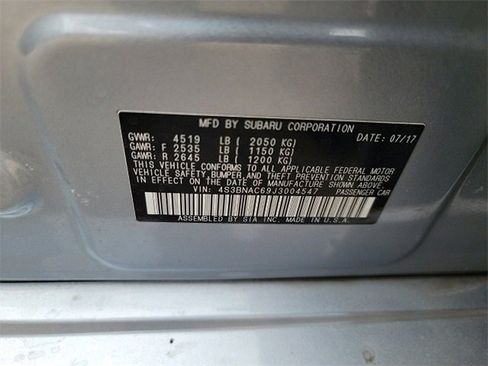 MFD BY SUBARU CORPORATION
GVWR: 4519 LB ( 2050 KG) DATE: 07/17
GAWR: F 2535 LB ( 1150 KG)
GAWR: R 2645 LB ( 1200 KG)
THIS VEHICLE CONFORMS TO ALL APPLICABLE FEDERAL MOTOR
VEHICLE SAFETY,BUMPER,AND THEFT PREVENTION STANDARDS
IN EFFECT ON THE DATE OF MANUFACTURE SHOWN ABOVE.
VIN: 4S3BNAC69J3004547 PASSENGER CAR
ASSEMBLED BY SIA INC. MADE IN U.S.A.